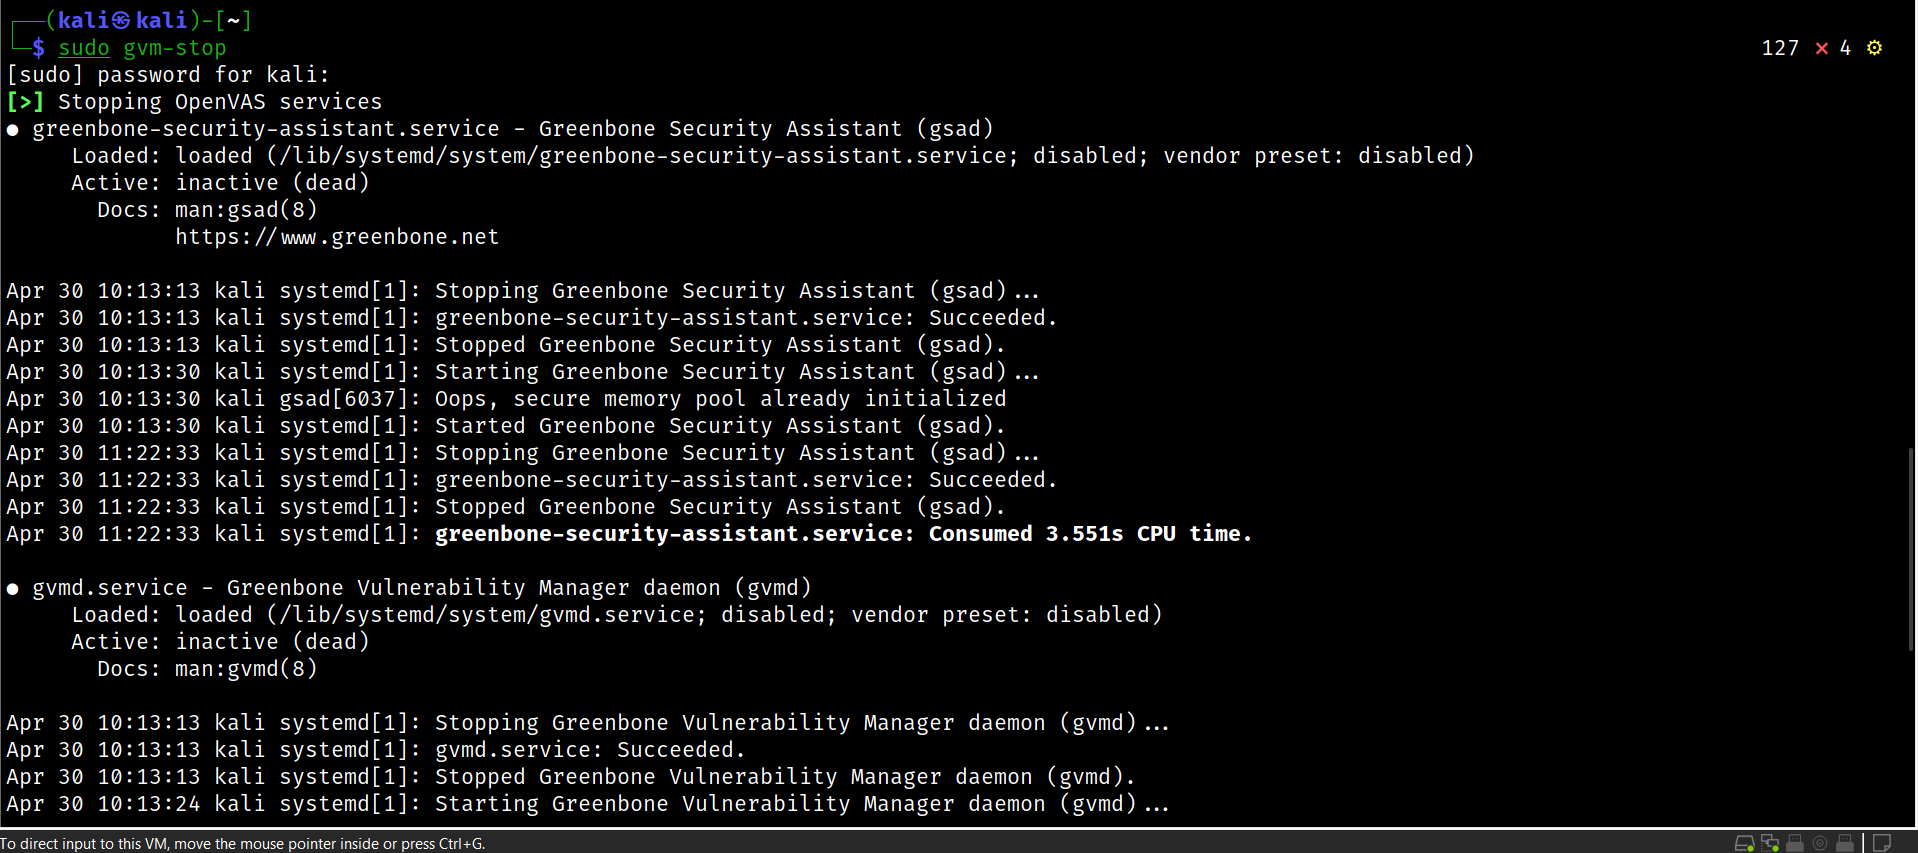 ┌──(kali㉿kali)-[~]
└─$ sudo gvm-stop 127 ⨯ 4 ⚙
[sudo] password for kali:
[>] Stopping OpenVAS services
● greenbone-security-assistant.service - Greenbone Security Assistant (gsad)
Loaded: loaded (/lib/systemd/system/greenbone-security-assistant.service; disabled; vendor preset: disabled)
Active: inactive (dead)
Docs: man:gsad(8)
https://www.greenbone.net
Apr 30 10:13:13 kali systemd[1]: Stopping Greenbone Security Assistant (gsad)...
Apr 30 10:13:13 kali systemd[1]: greenbone-security-assistant.service: Succeeded.
Apr 30 10:13:13 kali systemd[1]: Stopped Greenbone Security Assistant (gsad).
Apr 30 10:13:30 kali systemd[1]: Starting Greenbone Security Assistant (gsad)...
Apr 30 10:13:30 kali gsad[6037]: Oops, secure memory pool already initialized
Apr 30 10:13:30 kali systemd[1]: Started Greenbone Security Assistant (gsad).
Apr 30 11:22:33 kali systemd[1]: Stopping Greenbone Security Assistant (gsad)...
Apr 30 11:22:33 kali systemd[1]: greenbone-security-assistant.service: Succeeded.
Apr 30 11:22:33 kali systemd[1]: Stopped Greenbone Security Assistant (gsad).
Apr 30 11:22:33 kali systemd[1]: greenbone-security-assistant.service: Consumed 3.551s CPU time.
● gvmd.service - Greenbone Vulnerability Manager daemon (gvmd)
Loaded: loaded (/lib/systemd/system/gvmd.service; disabled; vendor preset: disabled)
Active: inactive (dead)
Docs: man:gvmd(8)
Apr 30 10:13:13 kali systemd[1]: Stopping Greenbone Vulnerability Manager daemon (gvmd)...
Apr 30 10:13:13 kali systemd[1]: gvmd.service: Succeeded.
Apr 30 10:13:13 kali systemd[1]: Stopped Greenbone Vulnerability Manager daemon (gvmd).
Apr 30 10:13:24 kali systemd[1]: Starting Greenbone Vulnerability Manager daemon (gvmd)...
To direct input to this VM, move the mouse pointer inside or press Ctrl+G.